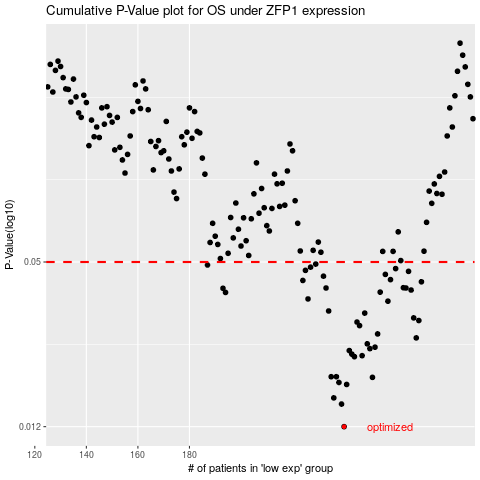 Cumulative P-Value plot for OS under ZFP1 expression
P-Value(log10)
0.05
0.012
optimized
120 140 160 180
# of patients in 'low exp' group